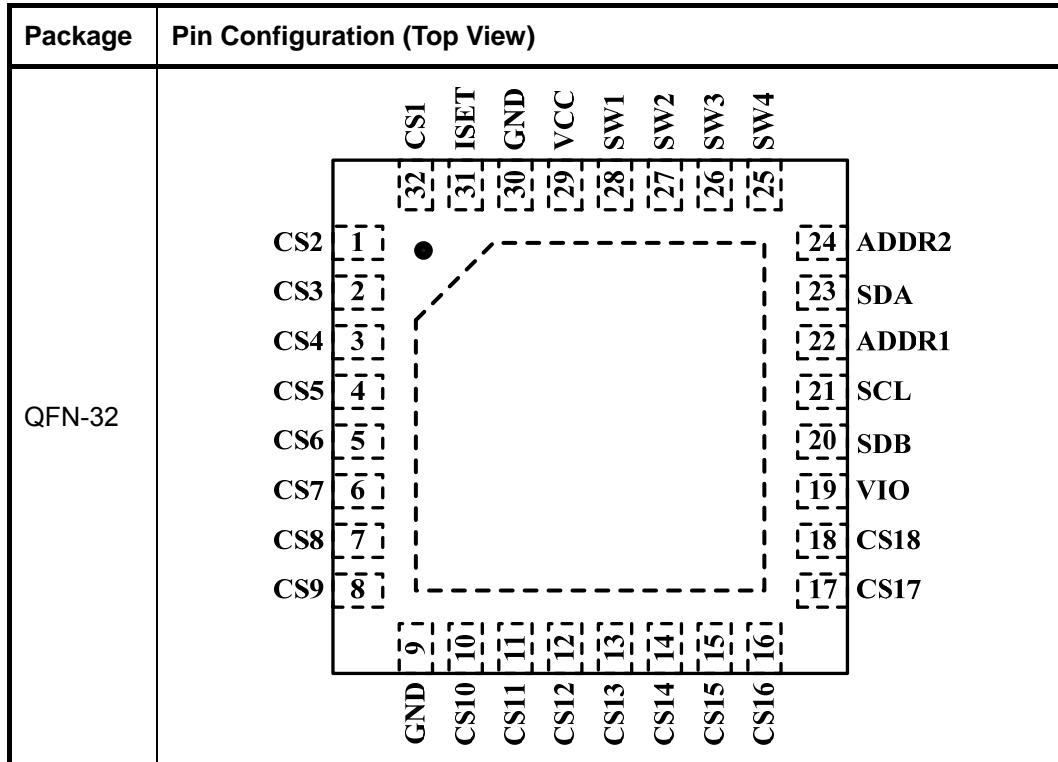 Package Pin Configuration (Top View)
QFN-32
CS1 ISET GND VCC SW1 SW2 SW3 SW4
32 31 30 29 28 27 26 25
CS2 1 24 ADDR2
CS3 2 23 SDA
CS4 3 22 ADDR1
CS5 4 21 SCL
CS6 5 20 SDB
CS7 6 19 VIO
CS8 7 18 CS18
CS9 8 17 CS17
9 10 11 12 13 14 15 16
GND CS10 CS11 CS12 CS13 CS14 CS15 CS16